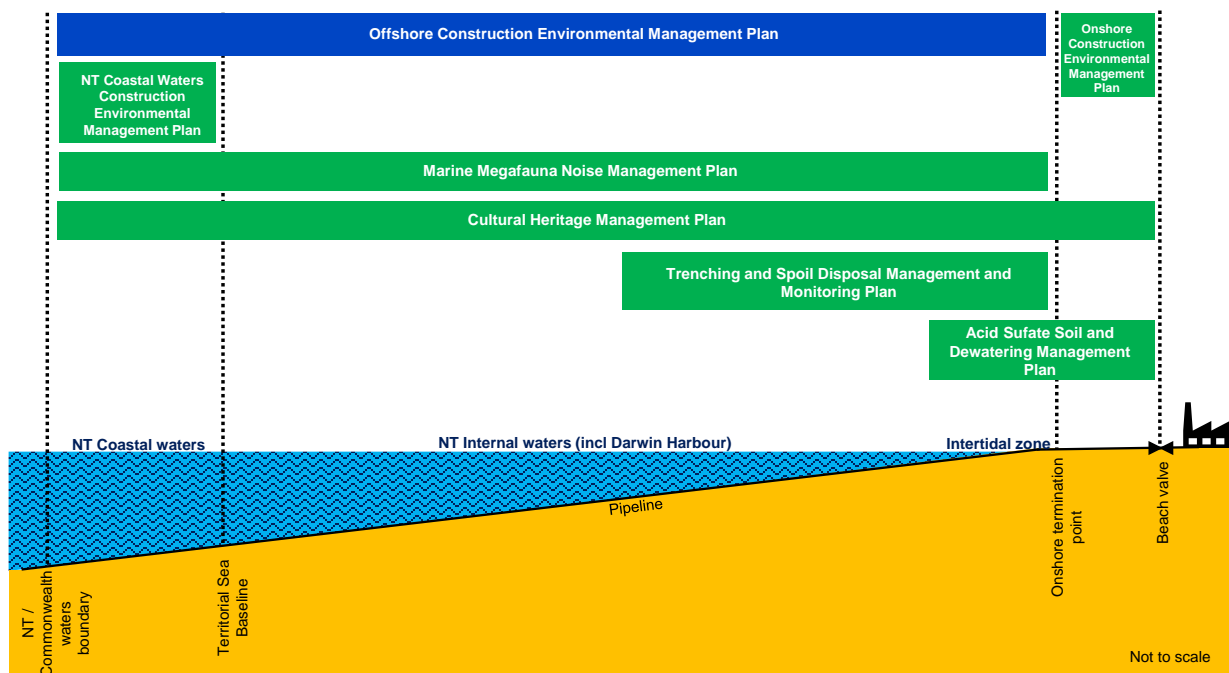 Offshore Construction Environmental Management Plan
Onshore
Construction
Environmental
Management
Plan
NT Coastal Waters
Construction
Environmental
Management Plan
Marine Megafauna Noise Management Plan
Cultural Heritage Management Plan
Trenching and Spoil Disposal Management and
Monitoring Plan
Acid Sufate Soil and
Dewatering Management
Plan
NT Coastal waters
NT Internal waters (incl Darwin Harbour)
Intertidal zone
Pipeline
NT /
Commonwealth
waters
boundary
Territorial Sea
Baseline
Onshore termination
point
Beach valve
Not to scale